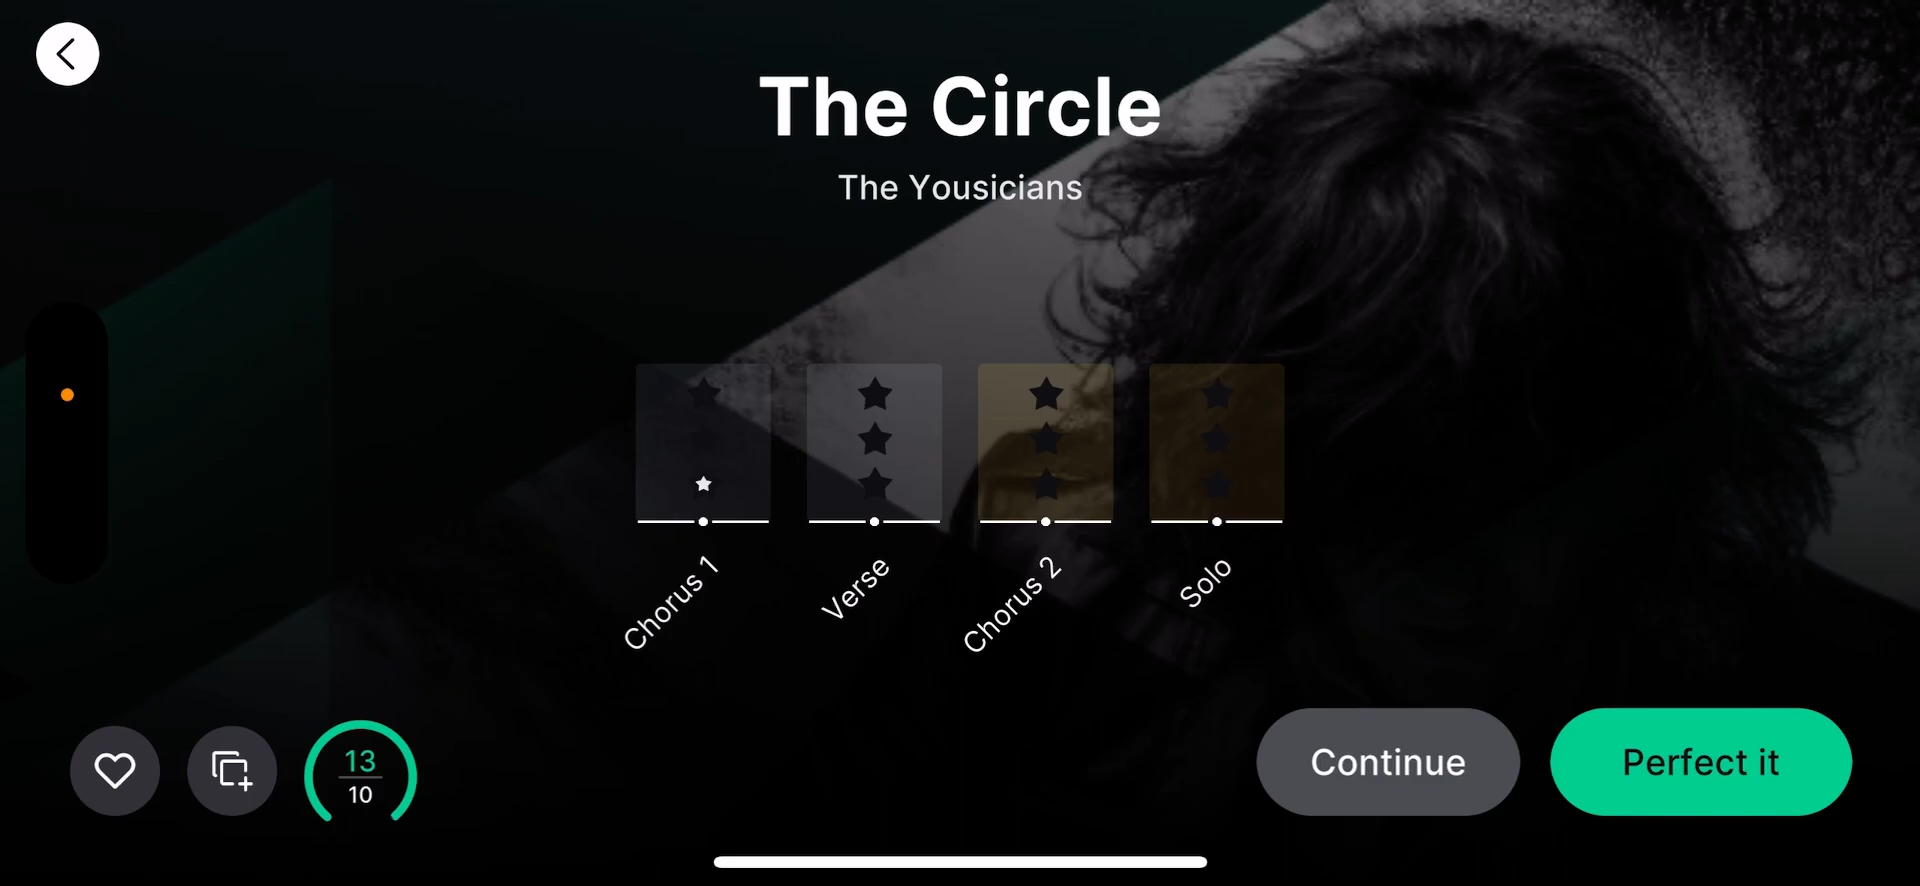 The Circle
The Yousicians
Chorus 1
Verse
Chorus 2
Solo
13
10
Continue
Perfect it